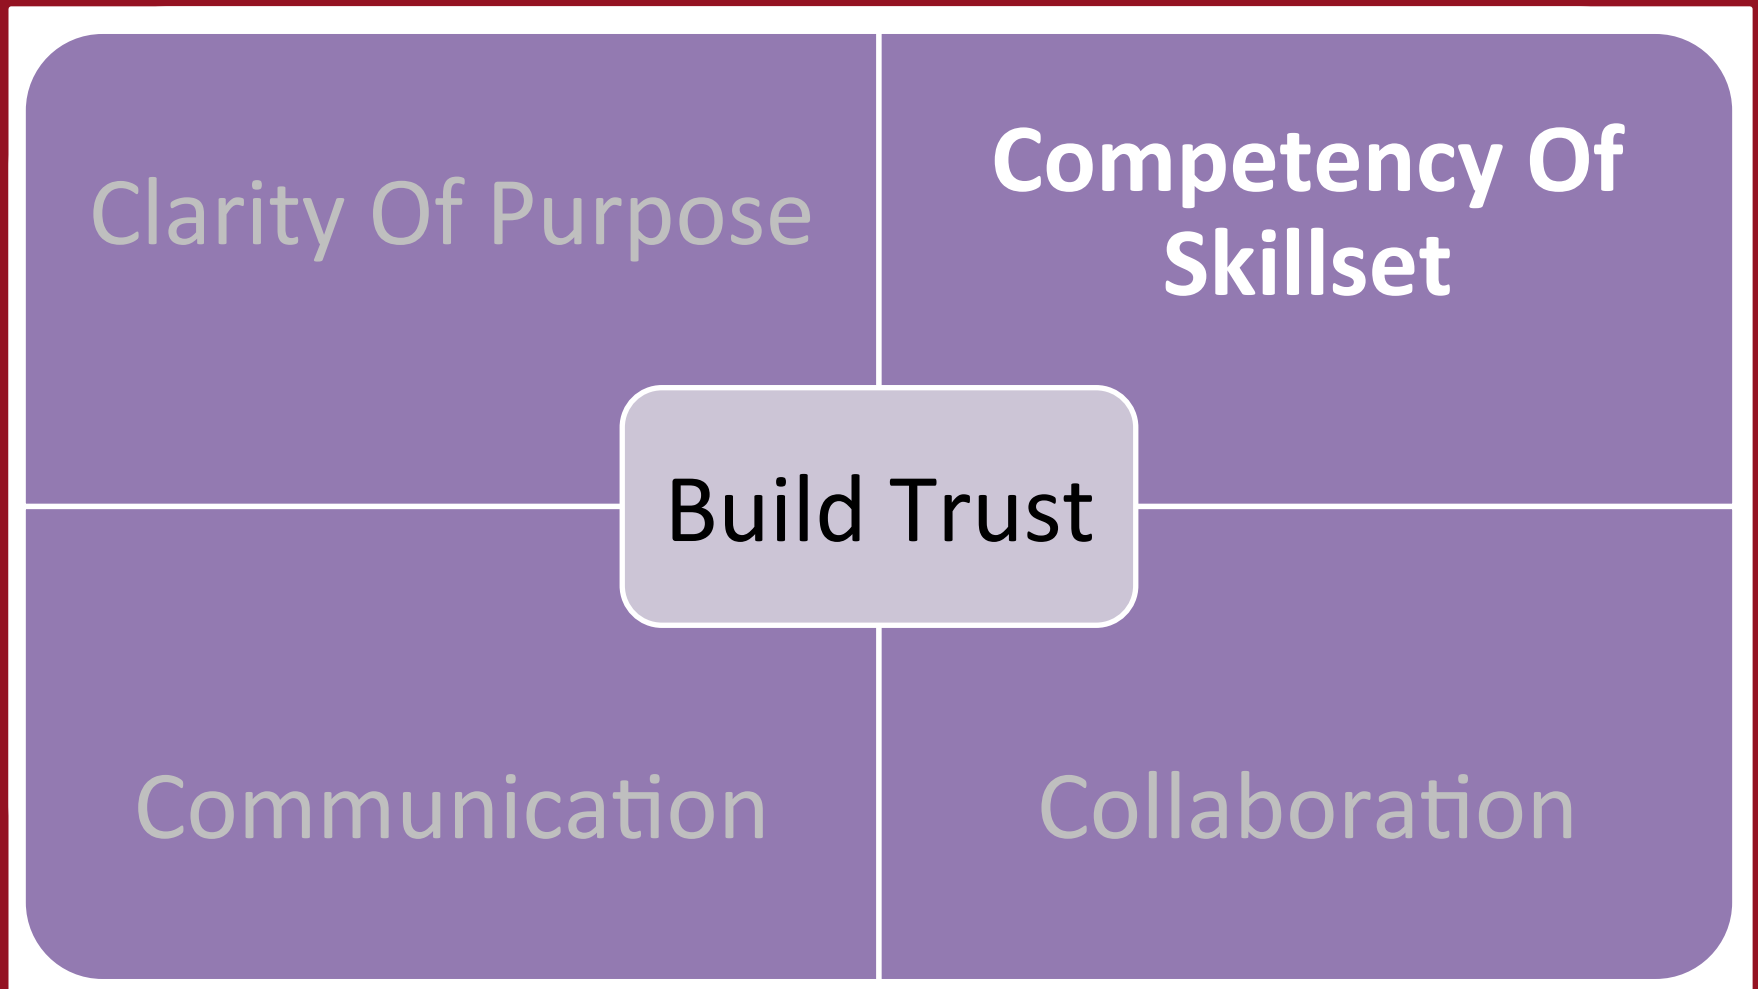 Clarity Of Purpose
Competency Of
Skillset
Build Trust
Communication
Collaboration